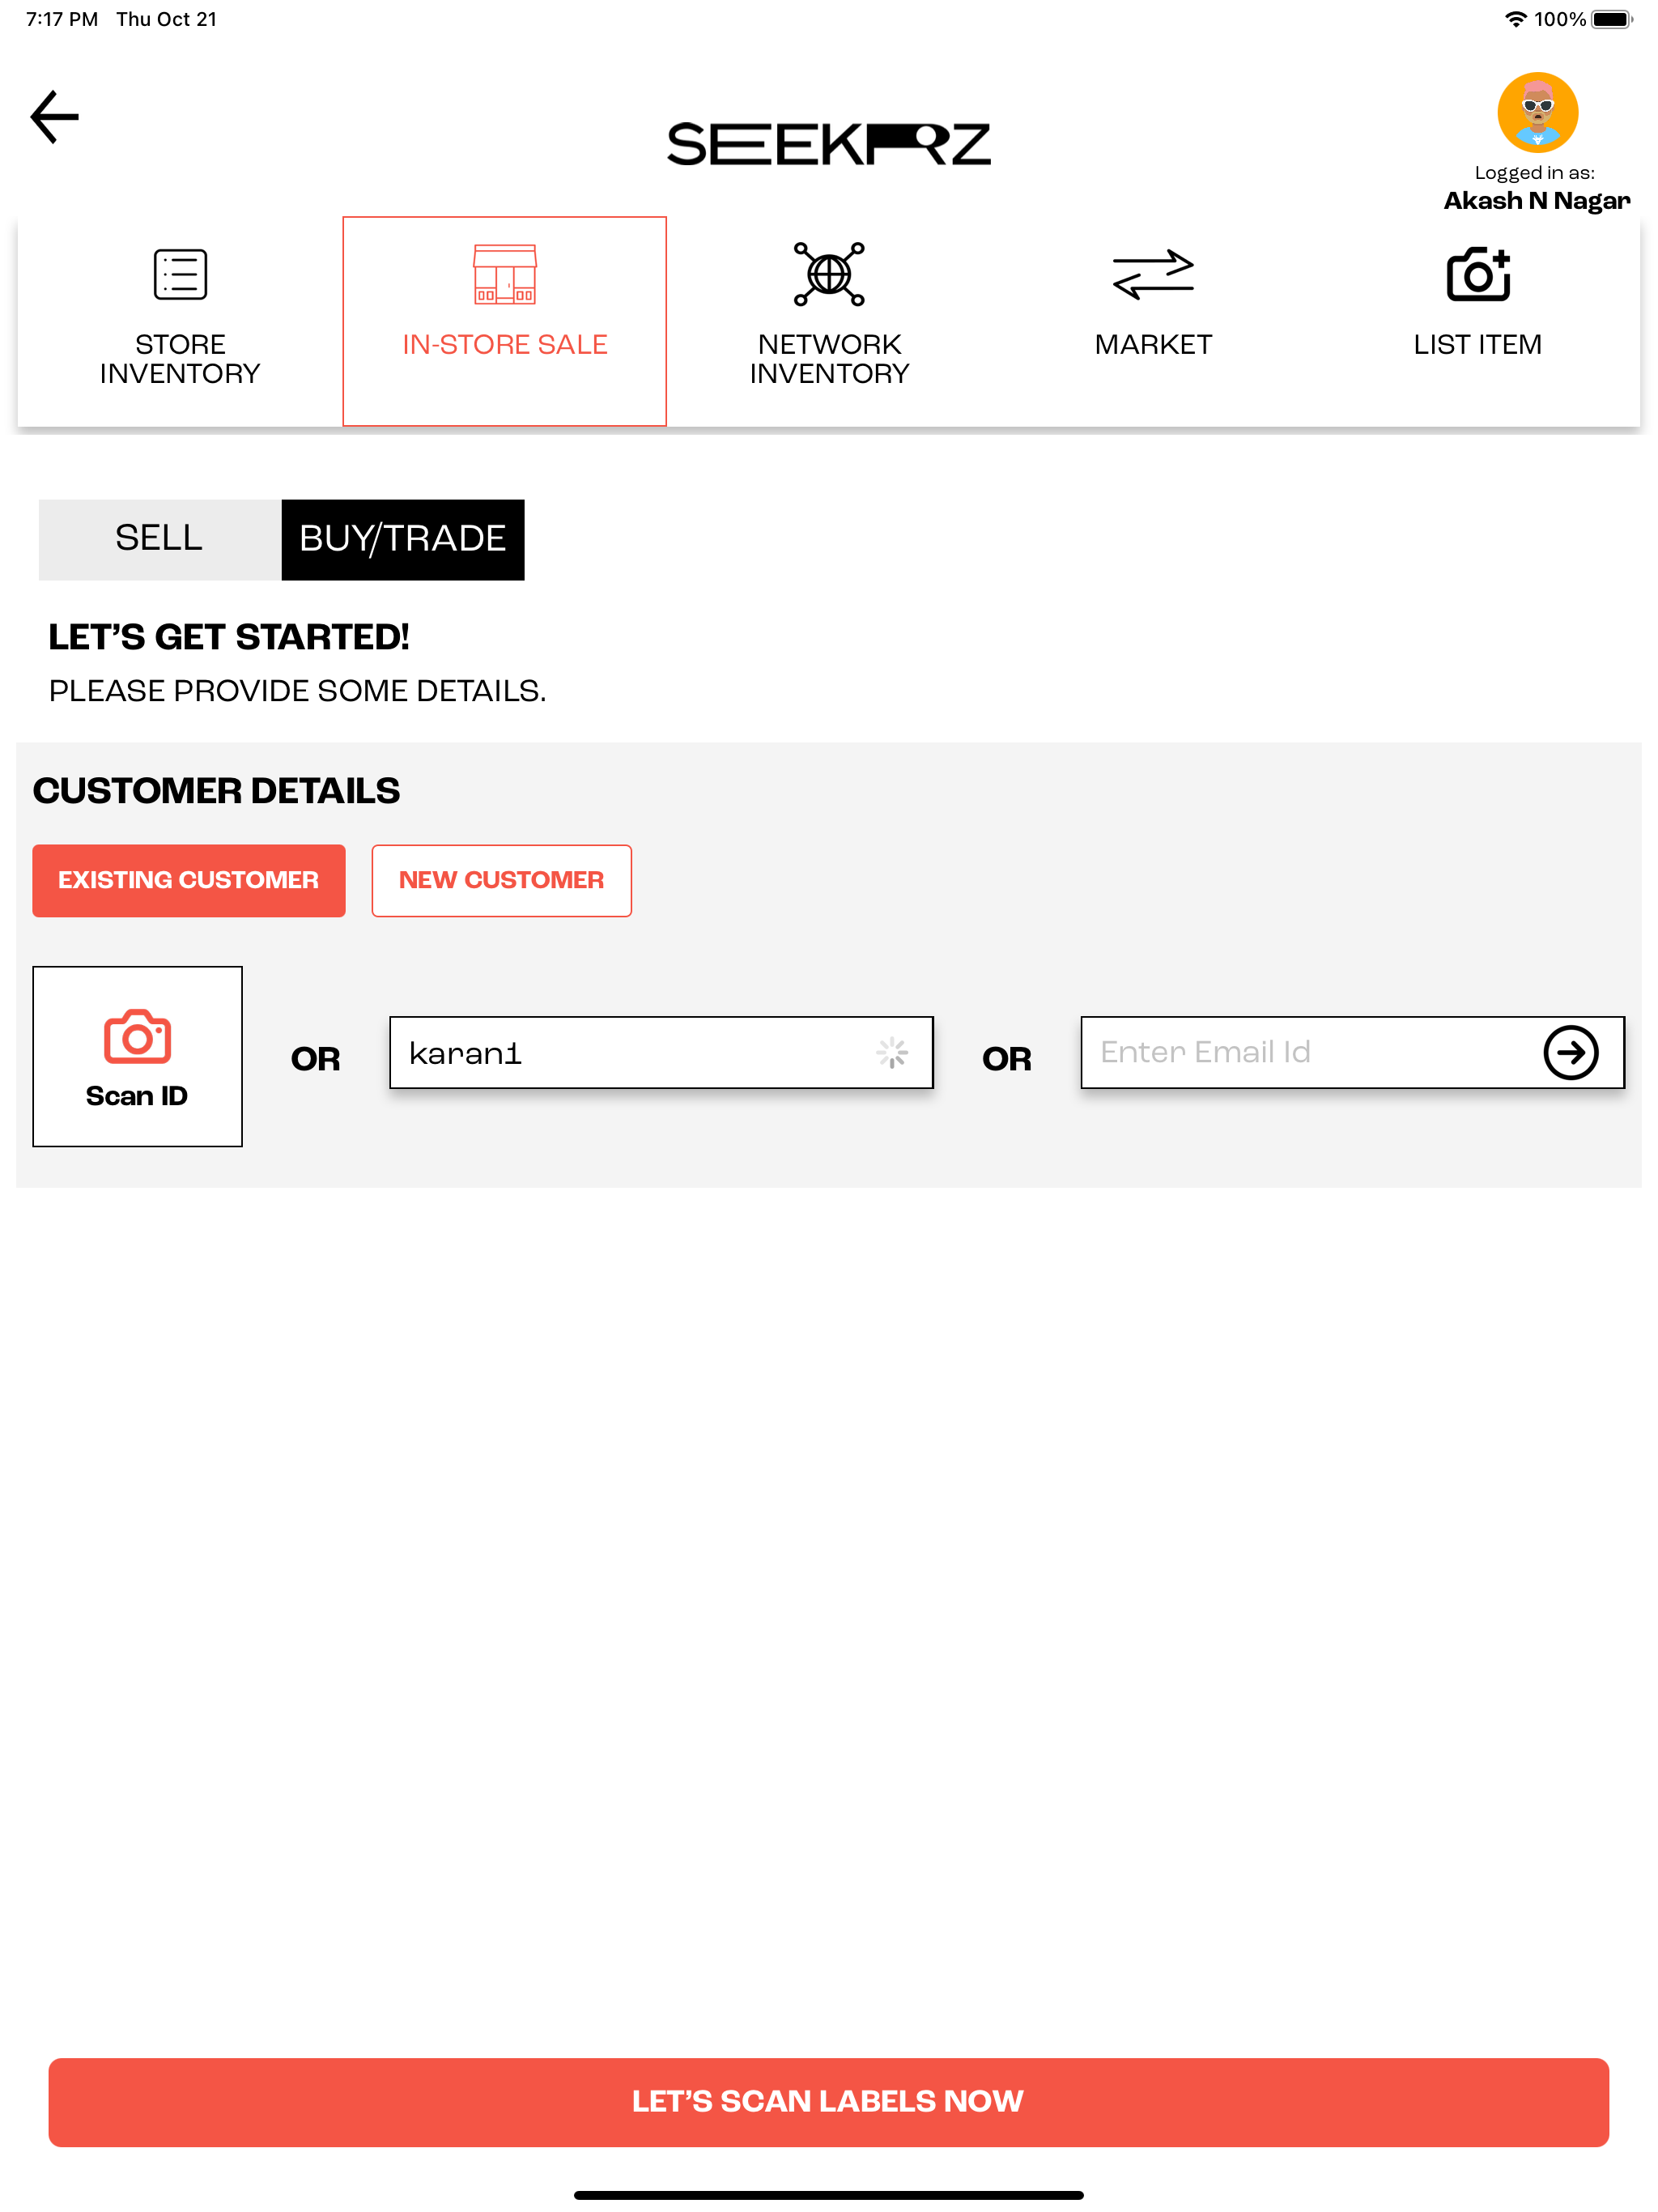 7:17 PM Thu Oct 21
100%
SEEKRZ
Logged in as:
Akash N Nagar
STORE
INVENTORY
IN-STORE SALE
NETWORK
INVENTORY
MARKET
LIST ITEM
SELL
BUY/TRADE
LET’S GET STARTED!
PLEASE PROVIDE SOME DETAILS.
CUSTOMER DETAILS
EXISTING CUSTOMER
NEW CUSTOMER
Scan ID
OR
karan1
OR
Enter Email Id
LET’S SCAN LABELS NOW